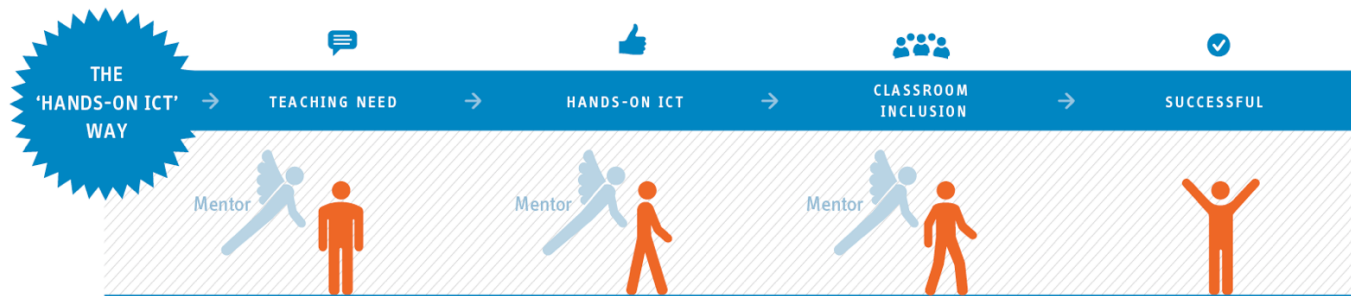 THE
‘HANDS-ON ICT’
WAY
TEACHING NEED
HANDS-ON ICT
CLASSROOM
INCLUSION
SUCCESSFUL
Mentor
Mentor
Mentor